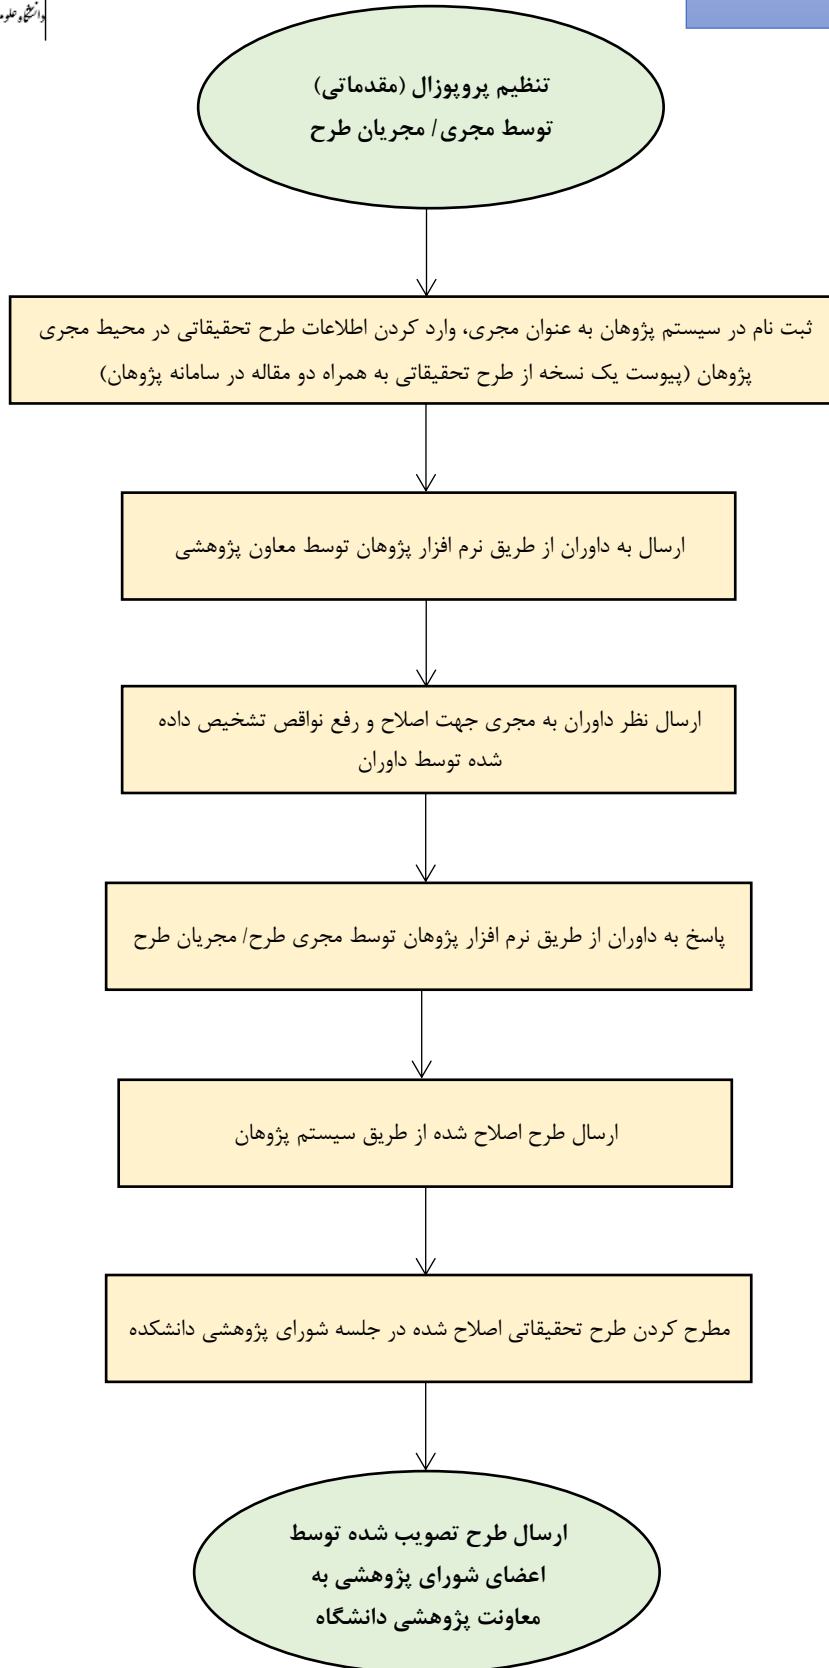 تنظیم پروپوزال (مقدماتی)
توسط مجری/ مجریان طرح
ثبت نام در سیستم پژوهان به عنوان مجری، وارد کردن اطلاعات طرح تحقیقاتی در محیط مجری
پژوهان (پیوست یک نسخه از طرح تحقیقاتی به همراه دو مقاله در سامانه پژوهان)
ارسال به داوران از طریق نرم افزار پژوهان توسط معاون پژوهشی
ارسال نظر داوران به مجری جهت اصلاح و رفع نواقص تشخیص داده
شده توسط داوران
پاسخ به داوران از طریق نرم افزار پژوهان توسط مجری طرح/ مجریان طرح
ارسال طرح اصلاح شده از طریق سیستم پژوهان
مطرح کردن طرح تحقیقاتی اصلاح شده در جلسه شورای پژوهشی دانشکده
ارسال طرح تصویب شده توسط
اعضای شورای پژوهشی به
معاونت پژوهشی دانشگاه